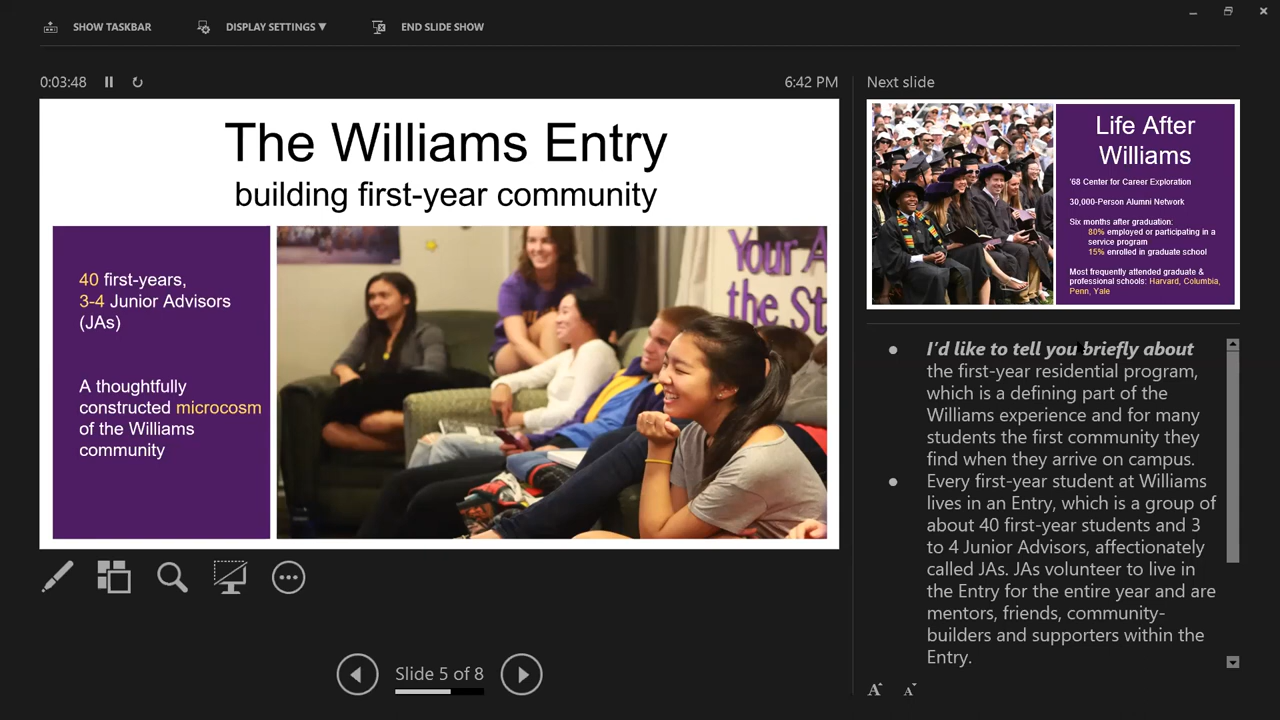 SHOW TASKBAR
DISPLAY SETTINGS ▼
END SLIDE SHOW
0:03:48
6:42 PM
The Williams Entry
building first-year community
40 first-years,
3-4 Junior Advisors
(JAs)
A thoughtfully
constructed microcosm
of the Williams
community
Your A
the St
Slide 5 of 8
Next slide
Life After
Williams
'68 Center for Career Exploration
30,000-Person Alumni Network
Six months after graduation:
80% employed or participating in a
service program
15% enrolled in graduate school
Most frequently attended graduate &
professional schools: Harvard, Columbia,
Penn, Yale
● I'd like to tell you briefly about
the first-year residential program,
which is a defining part of the
Williams experience and for many
students the first community they
find when they arrive on campus.
● Every first-year student at Williams
lives in an Entry, which is a group of
about 40 first-year students and 3
to 4 Junior Advisors, affectionately
called JAs. JAs volunteer to live in
the Entry for the entire year and are
mentors, friends, community-
builders and supporters within the
Entry.
A A